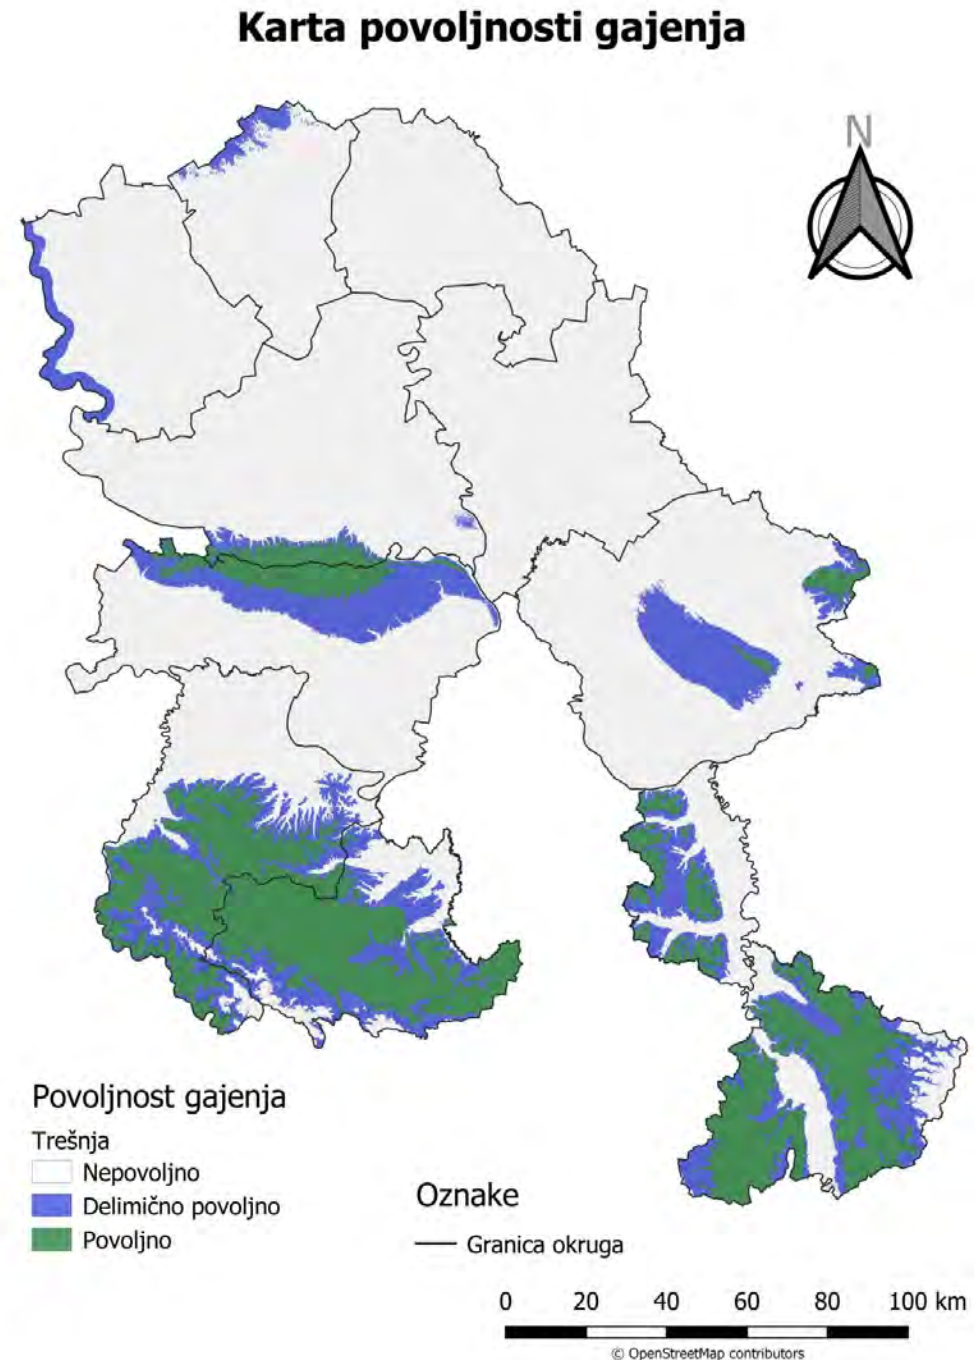 Karta povoljnosti gajenja
N
Povoljnost gajenja
Trešnja
Nepovoljno
Delimično povoljno
Povoljno
Oznake
Granica okruga
0 20 40 60 80 100 km
© OpenStreetMap contributors